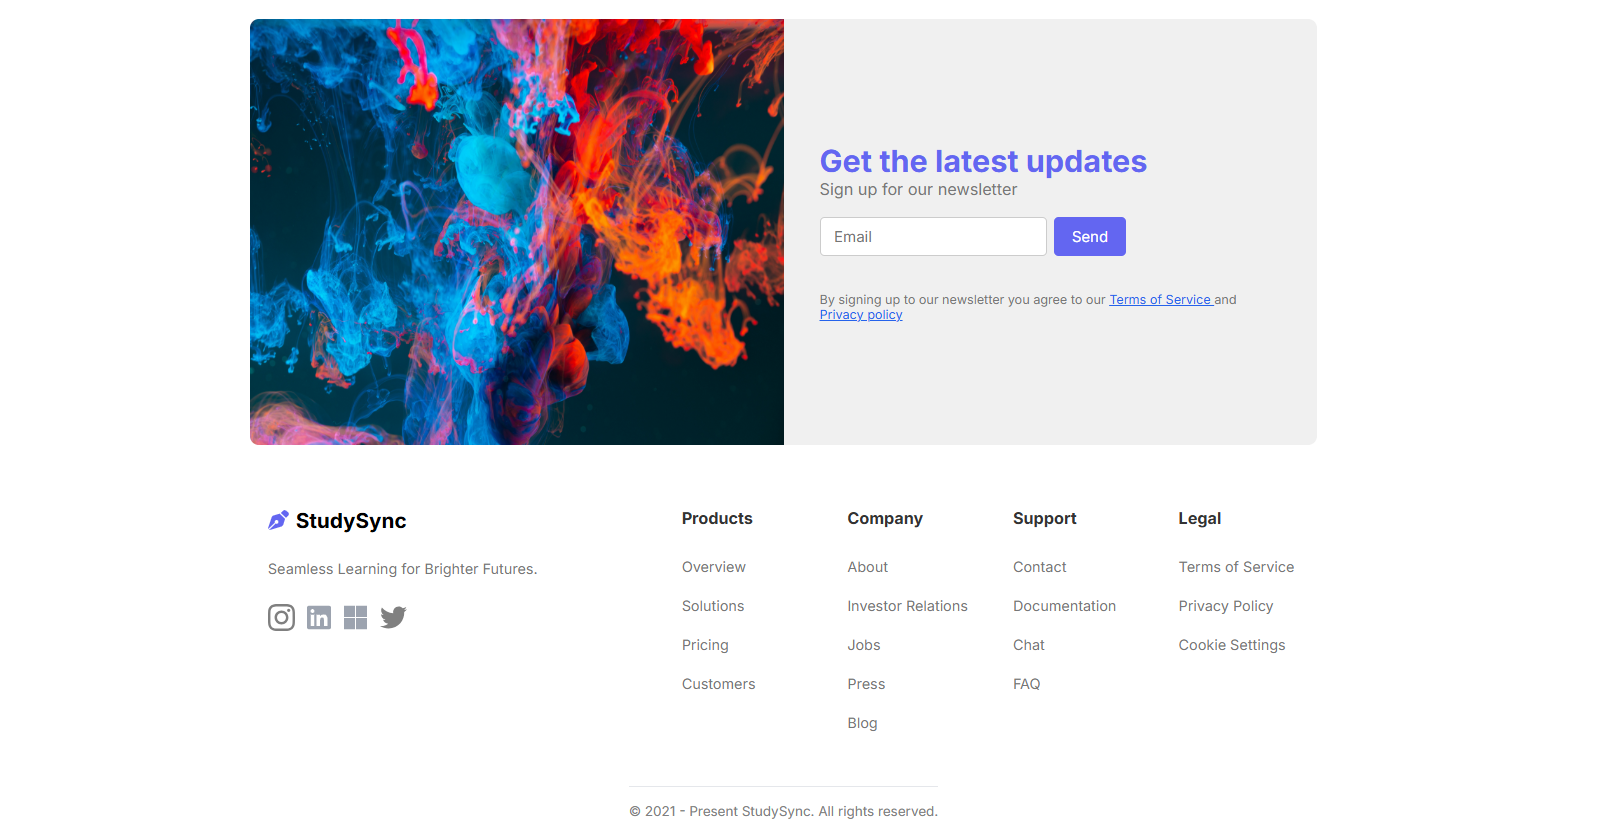 Get the latest updates
Sign up for our newsletter
Email
Send
By signing up to our newsletter you agree to our Terms of Service and
Privacy policy
StudySync
Seamless Learning for Brighter Futures.
Products
Overview
Solutions
Pricing
Customers
Company
About
Investor Relations
Jobs
Press
Blog
Support
Contact
Documentation
Chat
FAQ
Legal
Terms of Service
Privacy Policy
Cookie Settings
© 2021 - Present StudySync. All rights reserved.